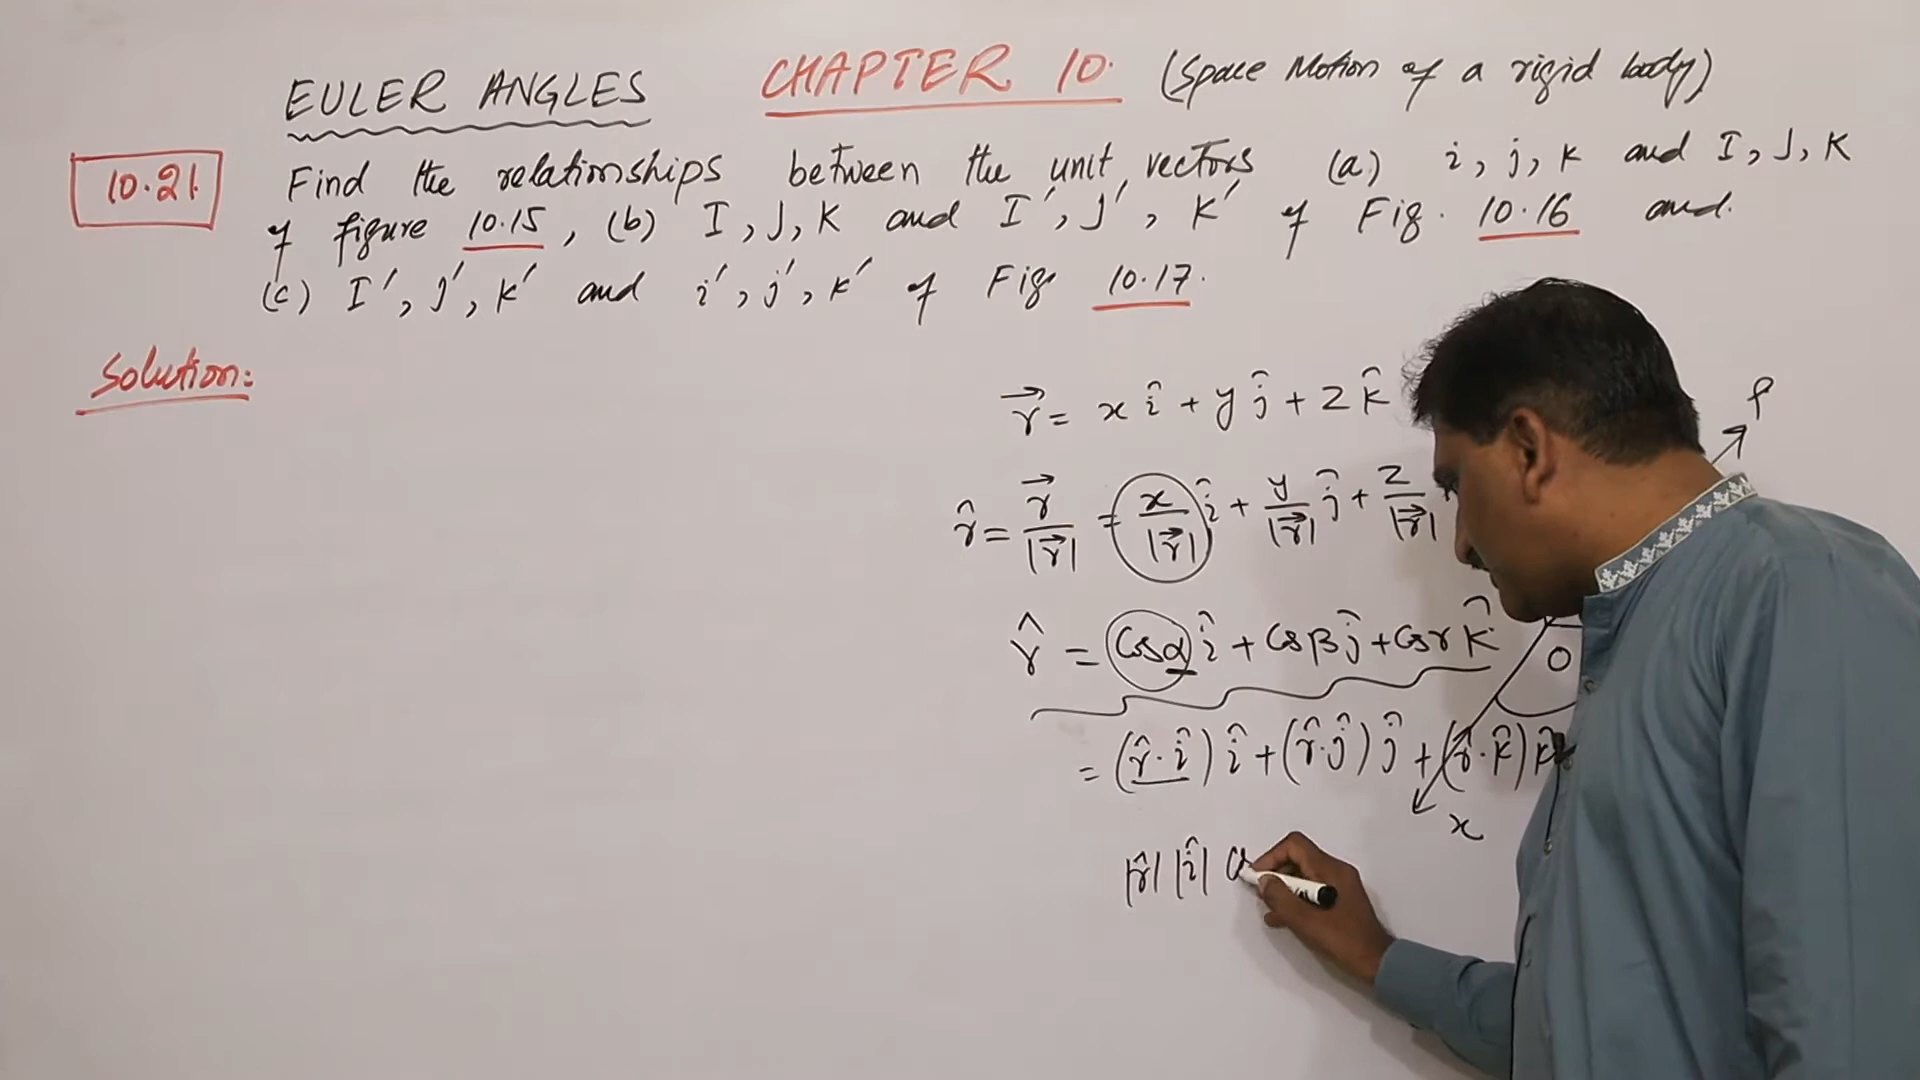 EULER ANGLES CHAPTER 10. (Space Motion of a rigid body)
10.21. Find the relationships between the unit vectors (a) i, j, k and I, J, K
of figure 10.15, (b) I, J, K and I', J', K' of Fig. 10.16 and.
(c) I', J', K' and i', j', k' of Fig 10.17.
Solution:
r⃗ = x î + y ĵ + z k̂
P
r̂ = r⃗/|r⃗| = x/|r⃗| î + y/|r⃗| ĵ + z/|r⃗|
r̂ = Cosα î + Cosβ ĵ + Cosγ k̂
O
= (r̂·î) î + (r̂·ĵ) ĵ + (r̂·k̂) k̂
x
|r̂| |î| Cos